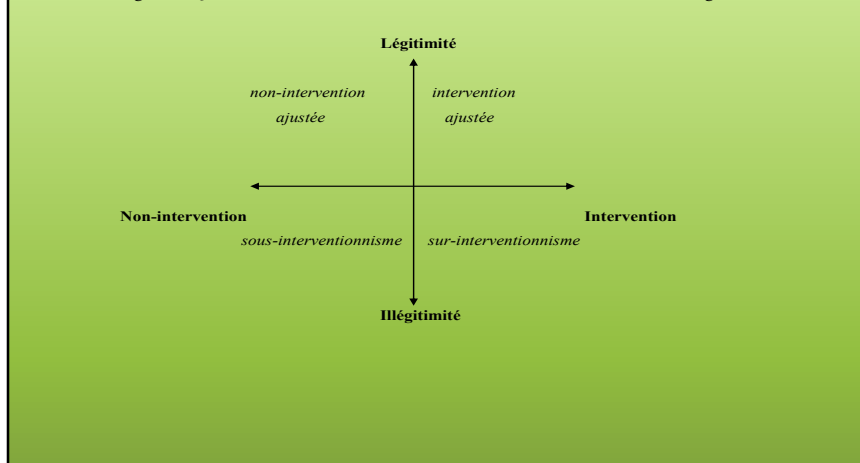 Légitimité
non-intervention intervention
ajustée ajustée
Non-intervention Intervention
sous-interventionnisme sur-interventionnisme
Illégitimité